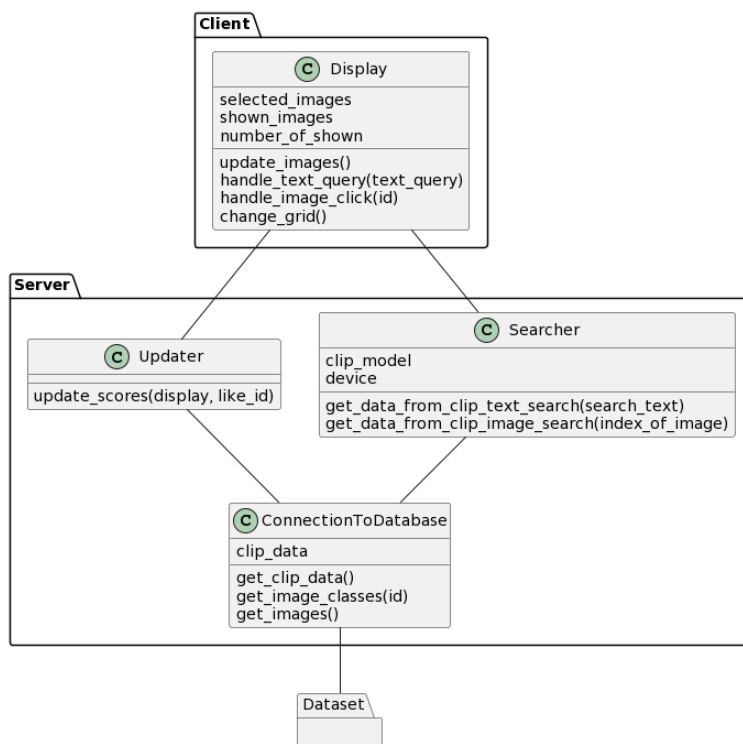 Client
C Display
selected_images
shown_images
number_of_shown
update_images()
handle_text_query(text_query)
handle_image_click(id)
change_grid()
Server
C Updater
update_scores(display, like_id)
C Searcher
clip_model
device
get_data_from_clip_text_search(search_text)
get_data_from_clip_image_search(index_of_image)
C ConnectionToDatabase
clip_data
get_clip_data()
get_image_classes(id)
get_images()
Dataset